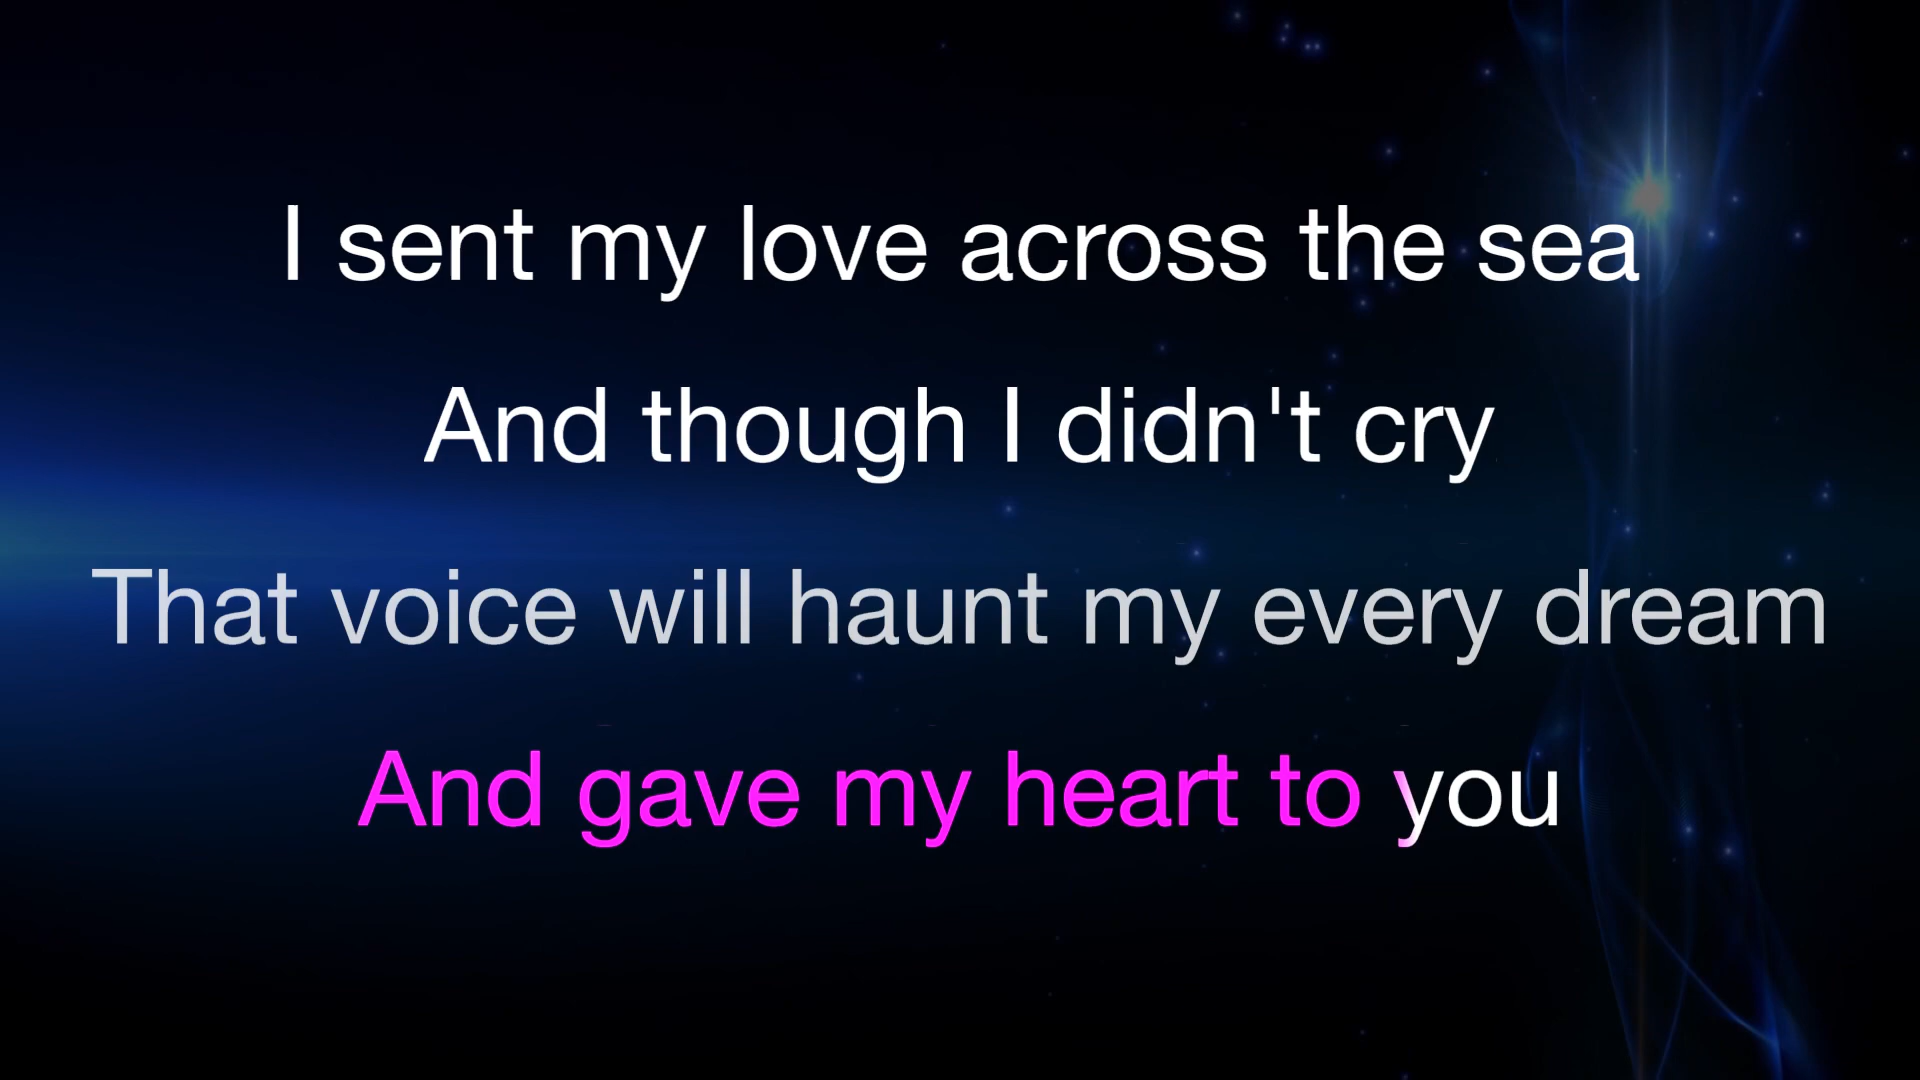 I sent my love across the sea
And though I didn't cry
That voice will haunt my every dream
And gave my heart to you